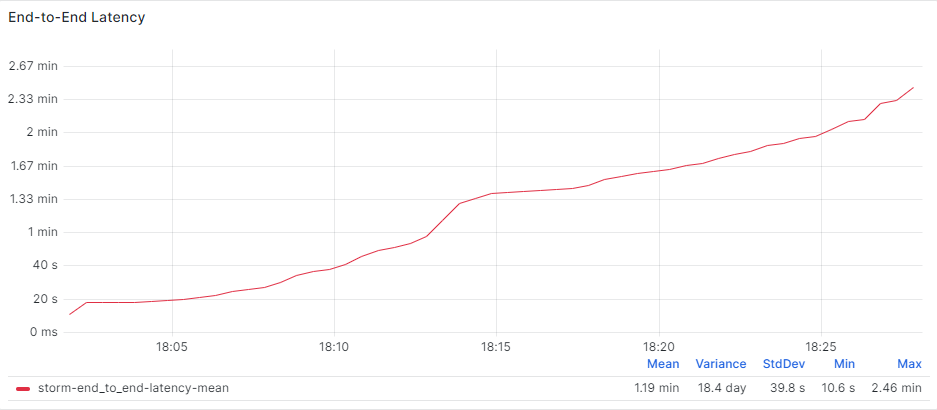 End-to-End Latency
2.67 min
2.33 min
2 min
1.67 min
1.33 min
1 min
40 s
20 s
0 ms
18:05 18:10 18:15 18:20 18:25
Mean Variance StdDev Min Max
storm-end_to_end-latency-mean 1.19 min 18.4 day 39.8 s 10.6 s 2.46 min